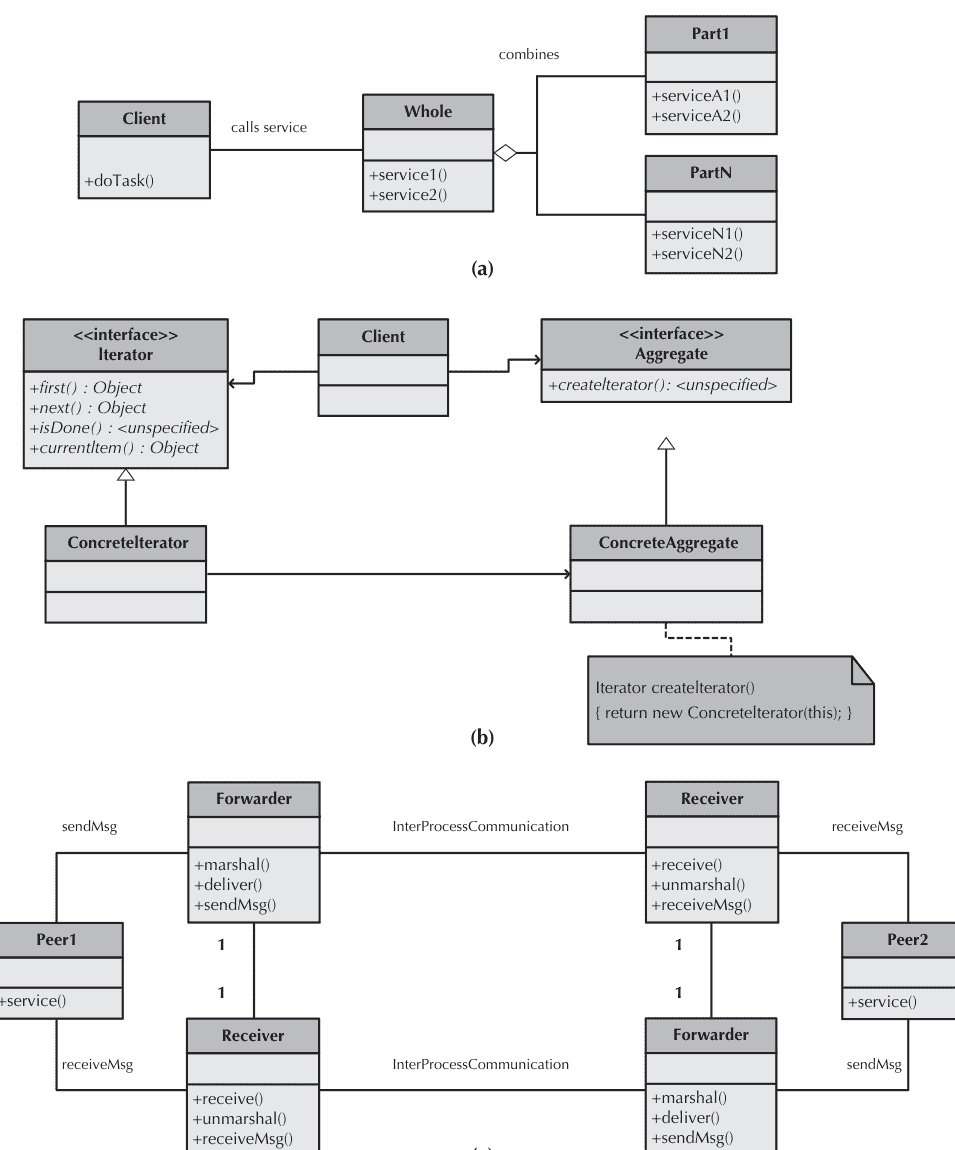 Part1
combines
+serviceA1()
+serviceA2()
Client
calls service
Whole
+doTask()
+service1()
+service2()
PartN
+serviceN1()
+serviceN2()
(a)
<<interface>>
Iterator
+first() : Object
+next() : Object
+isDone() : <unspecified>
+currentItem() : Object
Client
<<interface>>
Aggregate
+createIterator(): <unspecified>
ConcreteIterator
ConcreteAggregate
Iterator createIterator()
{ return new ConcreteIterator(this); }
(b)
Forwarder
+marshal()
+deliver()
+sendMsg()
sendMsg
InterProcessCommunication
Receiver
+receive()
+unmarshal()
+receiveMsg()
receiveMsg
Peer1
+service()
1
1
1
1
Peer2
+service()
receiveMsg
Receiver
+receive()
+unmarshal()
+receiveMsg()
InterProcessCommunication
Forwarder
+marshal()
+deliver()
+sendMsg()
sendMsg